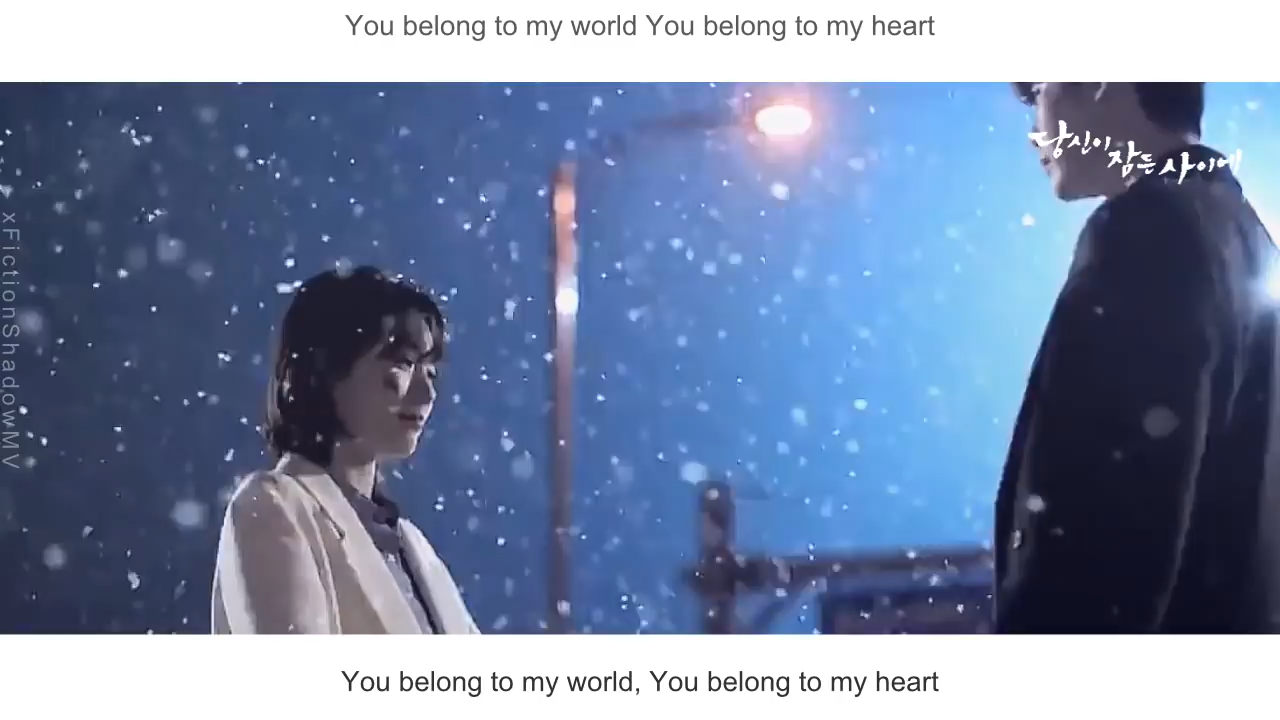 You belong to my world You belong to my heart
당신이 잠든 사이에
xFictionShadowMV
You belong to my world, You belong to my heart